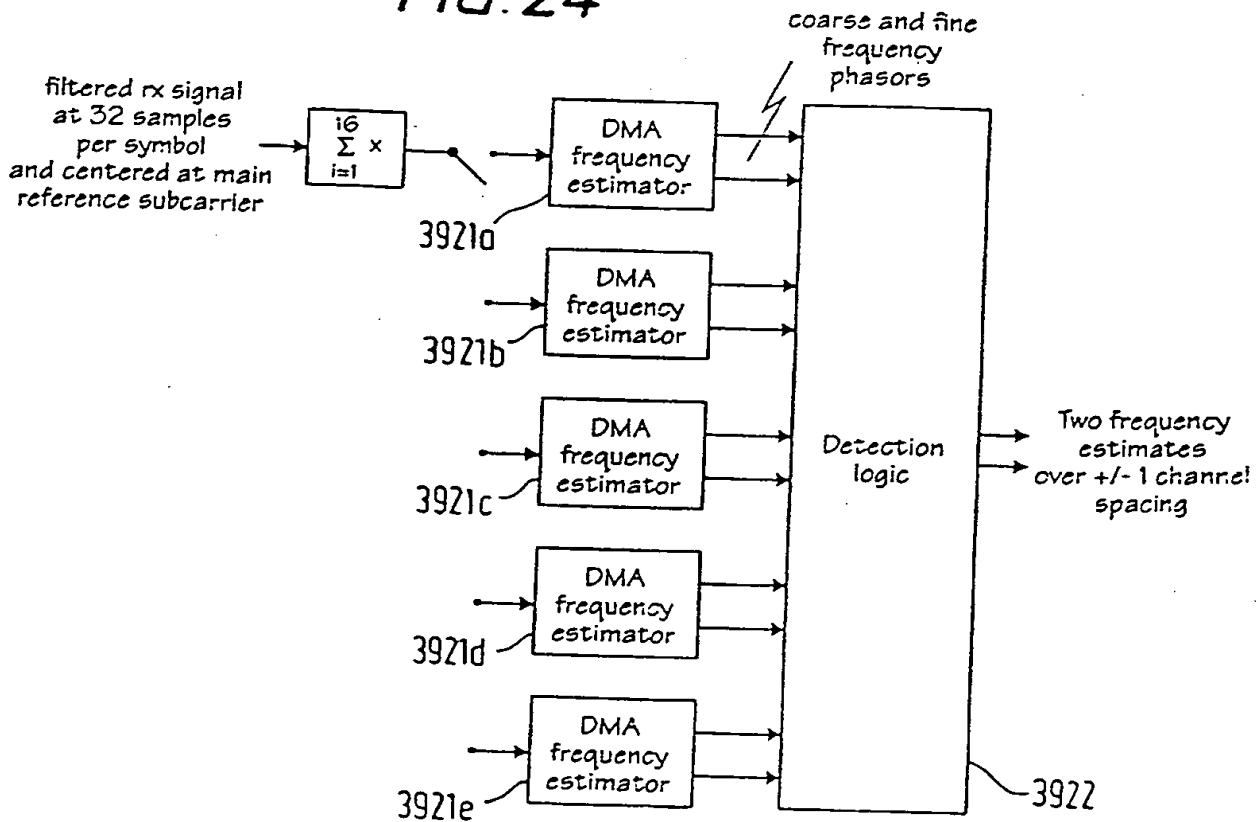 FIG. 24
coarse and fine
frequency
phasors
filtered rx signal
at 32 samples
per symbol
and centered at main
reference subcarrier
16
Σ x
i=1
DMA
frequency
estimator
3921a
DMA
frequency
estimator
3921b
DMA
frequency
estimator
3921c
DMA
frequency
estimator
3921d
DMA
frequency
estimator
3921e
Detection
logic
3922
Two frequency
estimates
over +/- 1 channel
spacing